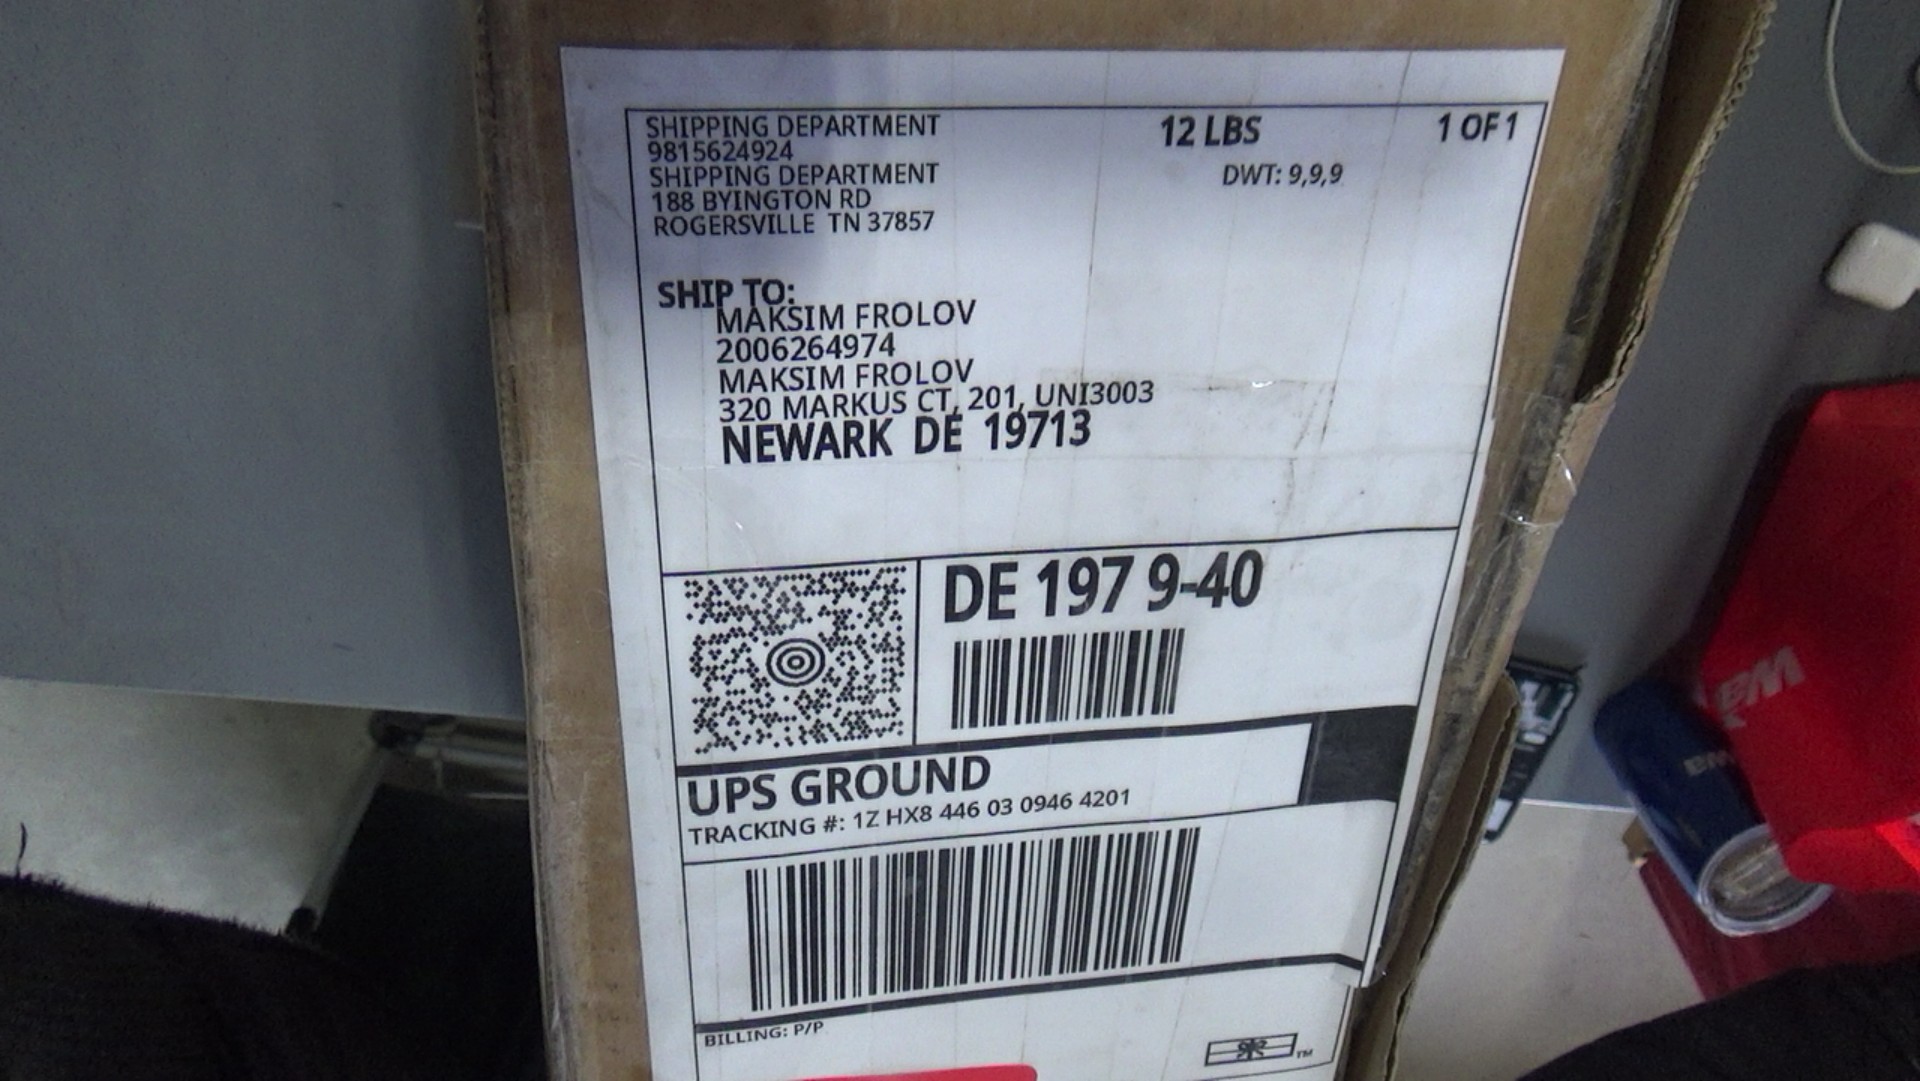 SHIPPING DEPARTMENT
9815624924
SHIPPING DEPARTMENT
188 BYINGTON RD
ROGERSVILLE TN 37857
12 LBS
1 OF 1
DWT: 9,9,9
SHIP TO:
MAKSIM FROLOV
2006264974
MAKSIM FROLOV
320 MARKUS CT, 201, UNI3003
NEWARK DE 19713
DE 197 9-40
UPS GROUND
TRACKING #: 1Z HX8 446 03 0946 4201
BILLING: P/P
TM